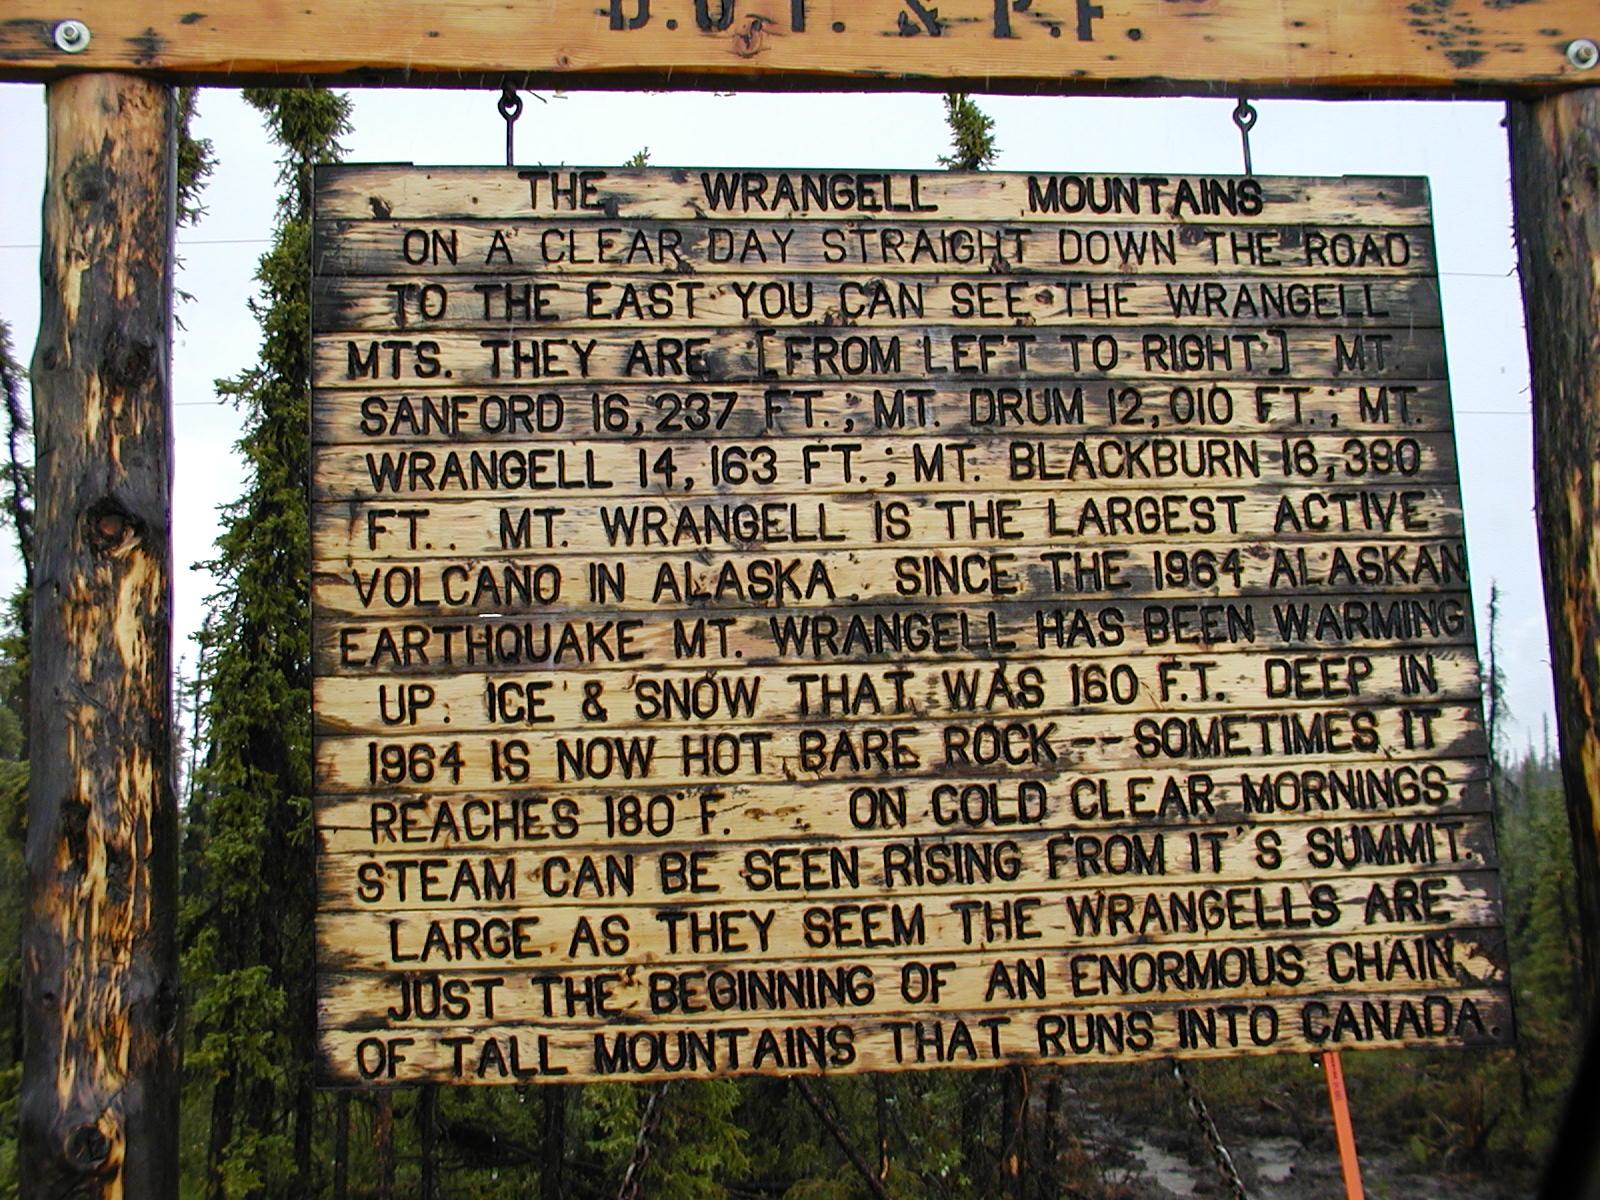 D.O.T. & P.F.
THE WRANGELL MOUNTAINS
ON A CLEAR DAY STRAIGHT DOWN THE ROAD
TO THE EAST YOU CAN SEE THE WRANGELL
MTS. THEY ARE [FROM LEFT TO RIGHT] MT.
SANFORD 16,237 FT.; MT. DRUM 12,010 FT.; MT.
WRANGELL 14,163 FT.; MT. BLACKBURN 16,390
FT.. MT. WRANGELL IS THE LARGEST ACTIVE
VOLCANO IN ALASKA. SINCE THE 1964 ALASKAN
EARTHQUAKE MT. WRANGELL HAS BEEN WARMING
UP. ICE & SNOW THAT WAS 160 F.T. DEEP IN
1964 IS NOW HOT BARE ROCK -- SOMETIMES IT
REACHES 180°F. ON COLD CLEAR MORNINGS
STEAM CAN BE SEEN RISING FROM IT'S SUMMIT.
LARGE AS THEY SEEM THE WRANGELLS ARE
JUST THE BEGINNING OF AN ENORMOUS CHAIN
OF TALL MOUNTAINS THAT RUNS INTO CANADA.